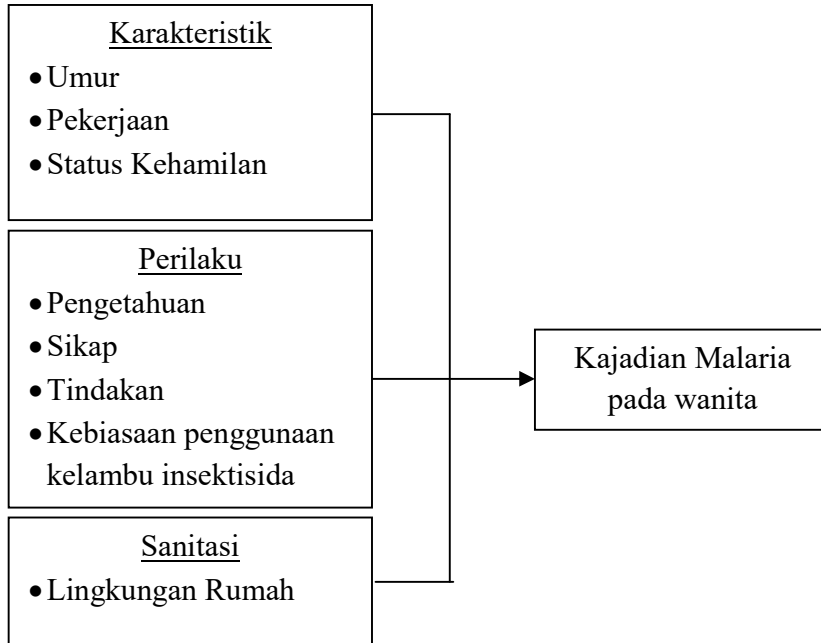 Karakteristik
• Umur
• Pekerjaan
• Status Kehamilan
Perilaku
• Pengetahuan
• Sikap
• Tindakan
• Kebiasaan penggunaan
kelambu insektisida
Sanitasi
• Lingkungan Rumah
Kajadian Malaria
pada wanita